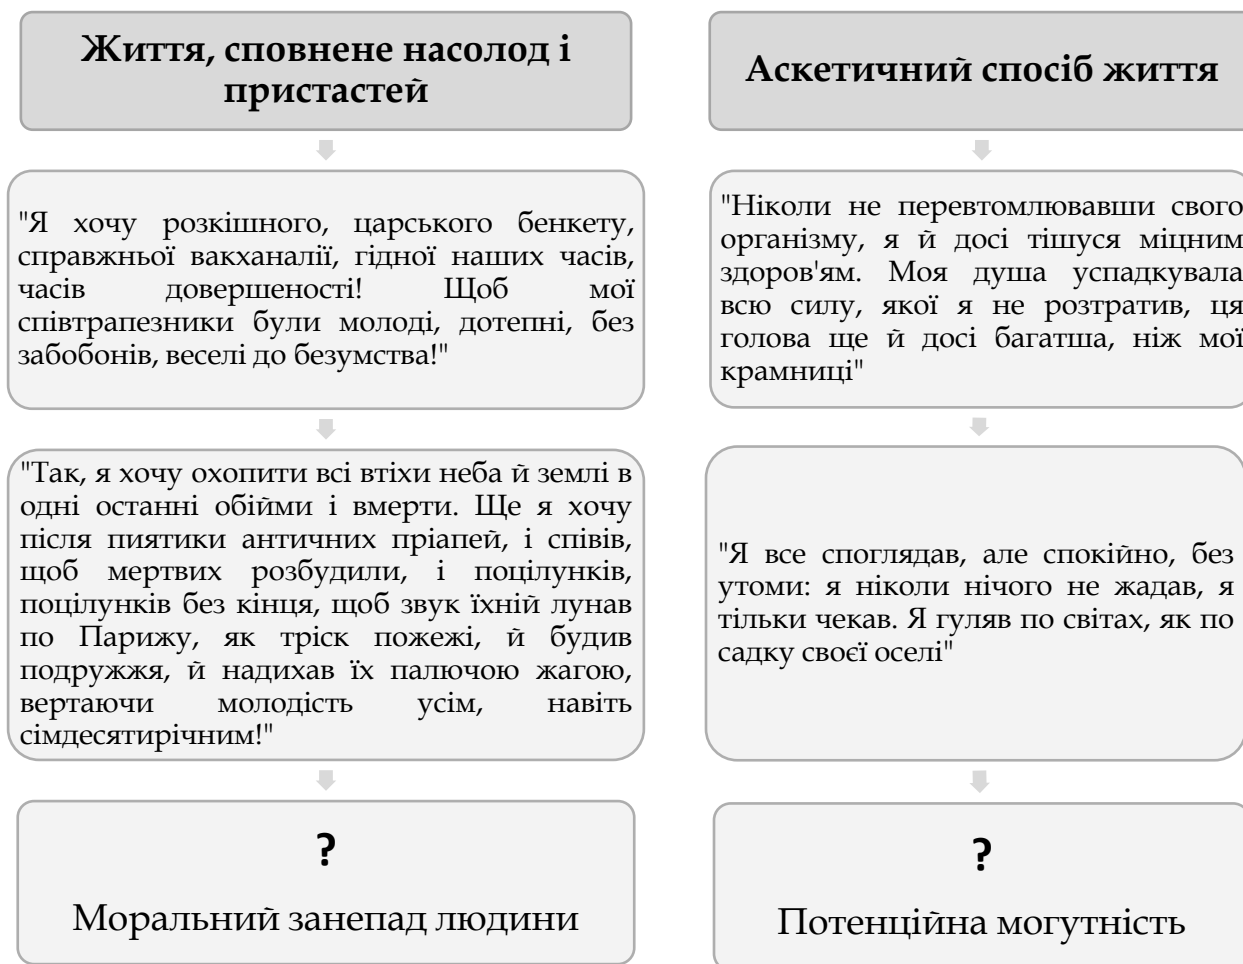 Життя, сповнене насолод і
пристастей
"Я хочу розкішного, царського бенкету,
справжньої вакханалії, гідної наших часів,
часів довершеності! Щоб мої
співтрапезники були молоді, дотепні, без
забобонів, веселі до безумства!"
"Так, я хочу охопити всі втіхи неба й землі в
одні останні обійми і вмерти. Ще я хочу
після пиятики античних пріапей, і співів,
щоб мертвих розбудили, і поцілунків,
поцілунків без кінця, щоб звук їхній лунав
по Парижу, як тріск пожежі, й будив
подружжя, й надихав їх палючою жагою,
вертаючи молодість усім, навіть
сімдесятирічним!"
?
Моральний занепад людини
Аскетичний спосіб життя
"Ніколи не перевтомлювавши свого
організму, я й досі тішуся міцним
здоров'ям. Моя душа успадкувала
всю силу, якої я не розтратив, ця
голова ще й досі багатша, ніж мої
крамниці"
"Я все споглядав, але спокійно, без
утоми: я ніколи нічого не жадав, я
тільки чекав. Я гуляв по світах, як по
садку своєї оселі"
?
Потенційна могутність